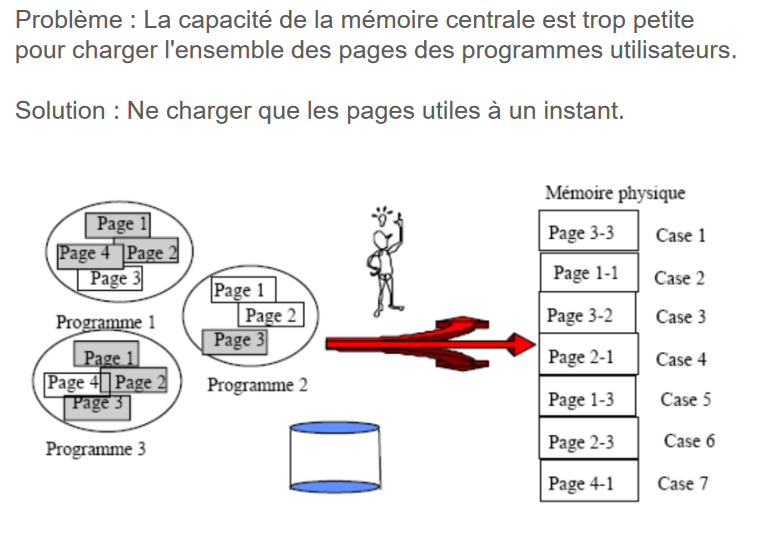 Problème : La capacité de la mémoire centrale est trop petite
pour charger l'ensemble des pages des programmes utilisateurs.
Solution : Ne charger que les pages utiles à un instant.
Page 1
Page 4 Page 2
Page 3
Programme 1
Page 1
Page 2
Page 3
Programme 2
Page 1
Page 4 Page 2
Page 3
Programme 3
Mémoire physique
Page 3-3 Case 1
Page 1-1 Case 2
Page 3-2 Case 3
Page 2-1 Case 4
Page 1-3 Case 5
Page 2-3 Case 6
Page 4-1 Case 7